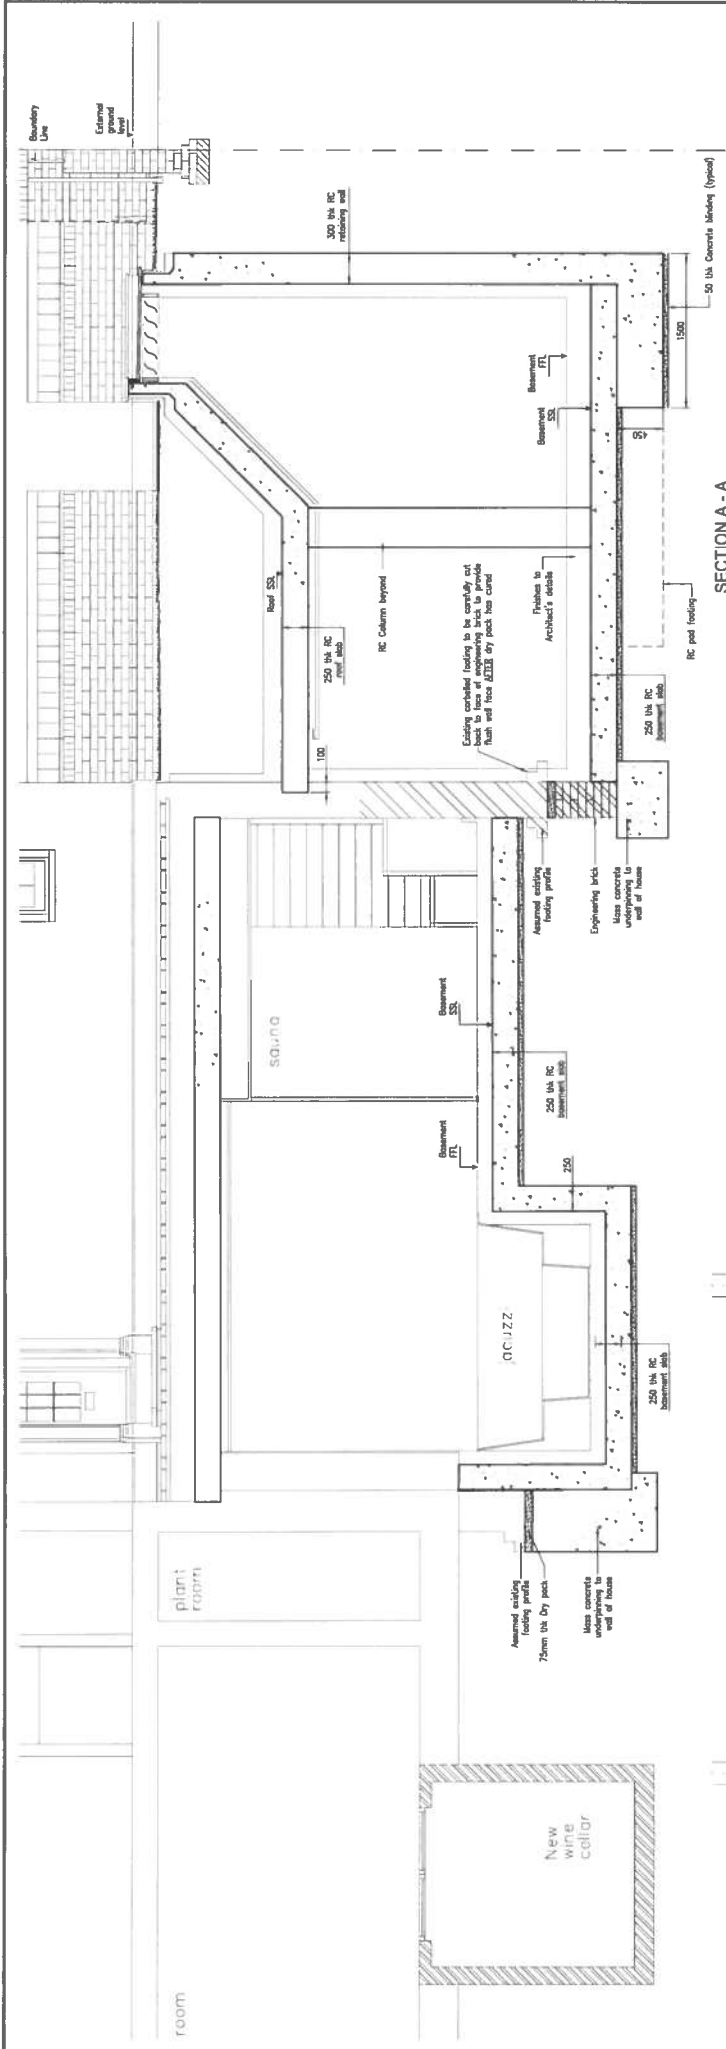 Boundary
Line
External
ground
level
300 thk RC
retaining wall
50 thk Concrete blinding (typical)
1500
Basement
FFL
Basement
SSL
450
SECTION A - A
Roof SSL
250 thk RC
roof slab
RC Column beyond
Existing corbelled footing to be carefully cut
back to face of engineering brick to provide
flush wall face AFTER dry pack has cured
Finishes to
Architect's details
RC pad footing
250 thk RC
basement slab
100
Assumed existing
footing profile
Engineering brick
Mass concrete
underpinning to
wall of house
sauna
Basement
SSL
250 thk RC
basement slab
Basement
FFL
250
jacuzzi
250 thk RC
basement slab
plant
room
Assumed existing
footing profile
75mm thk Dry pack
Mass concrete
underpinning to
wall of house
New
wine
cellar
room